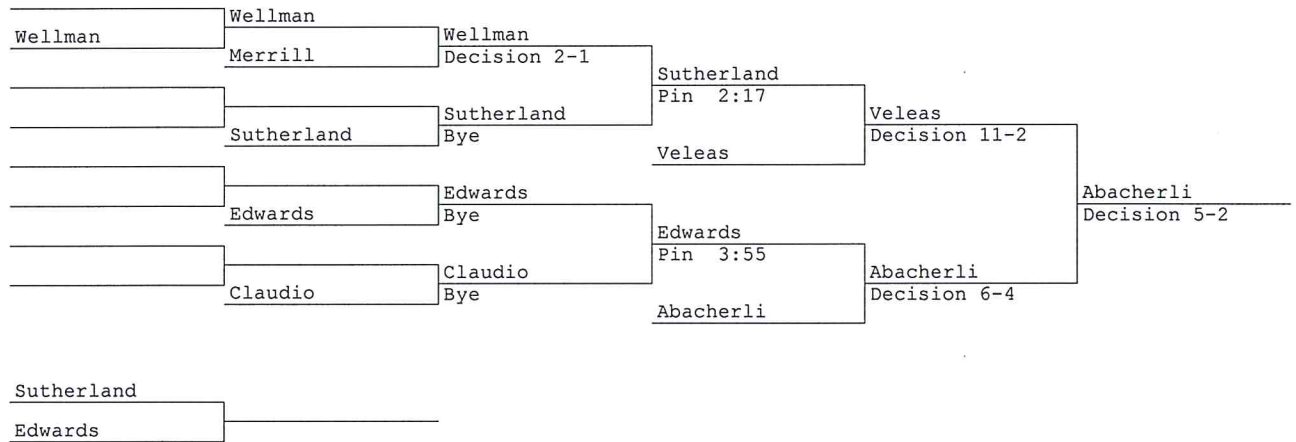 Wellman
Wellman
Merrill
Wellman
Decision 2-1
Sutherland
Sutherland
Bye
Sutherland
Pin 2:17
Veleas
Veleas
Decision 11-2
Edwards
Edwards
Bye
Claudio
Claudio
Bye
Edwards
Pin 3:55
Abacherli
Abacherli
Decision 6-4
Abacherli
Decision 5-2
Sutherland
Edwards